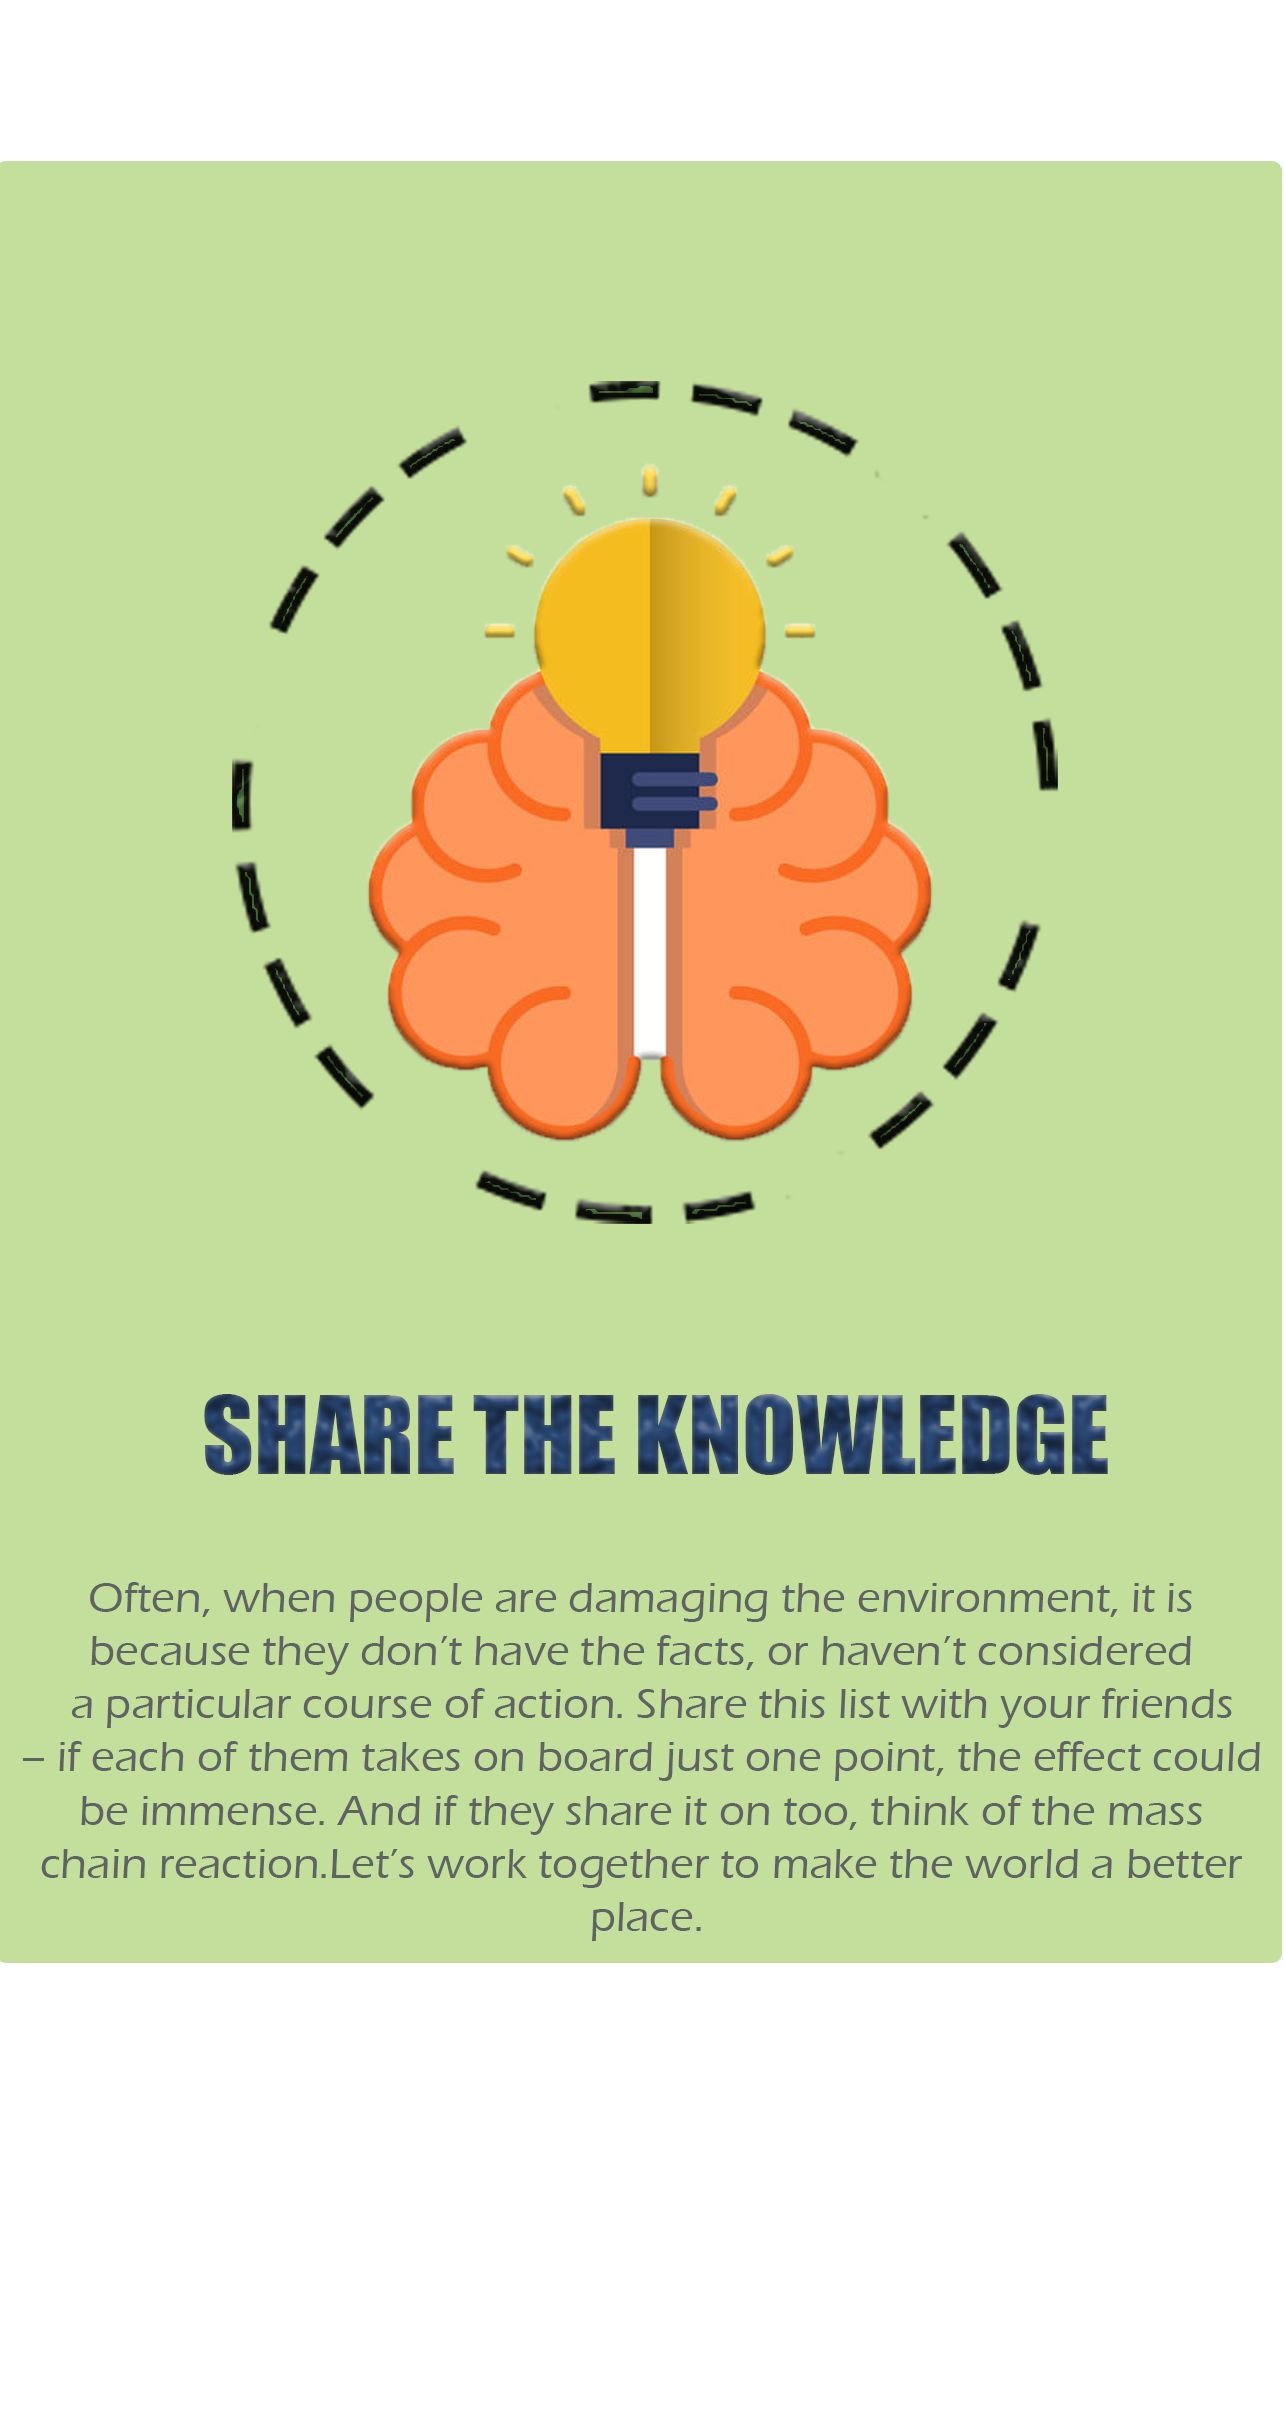 SHARE THE KNOWLEDGE
Often, when people are damaging the environment, it is
because they don’t have the facts, or haven’t considered
a particular course of action. Share this list with your friends
– if each of them takes on board just one point, the effect could
be immense. And if they share it on too, think of the mass
chain reaction.Let’s work together to make the world a better
place.